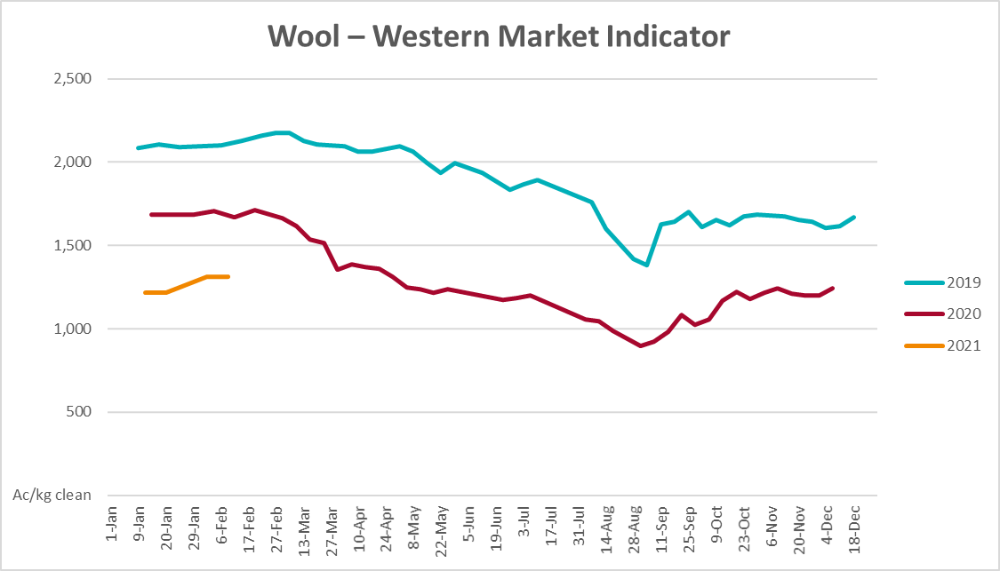 Wool – Western Market Indicator
2,500
2,000
1,500
1,000
500
Ac/kg clean
1-Jan
9-Jan
20-Jan
29-Jan
6-Feb
17-Feb
27-Feb
13-Mar
27-Mar
10-Apr
24-Apr
8-May
22-May
5-Jun
19-Jun
3-Jul
17-Jul
31-Jul
14-Aug
28-Aug
11-Sep
25-Sep
9-Oct
23-Oct
6-Nov
20-Nov
4-Dec
18-Dec
2019
2020
2021